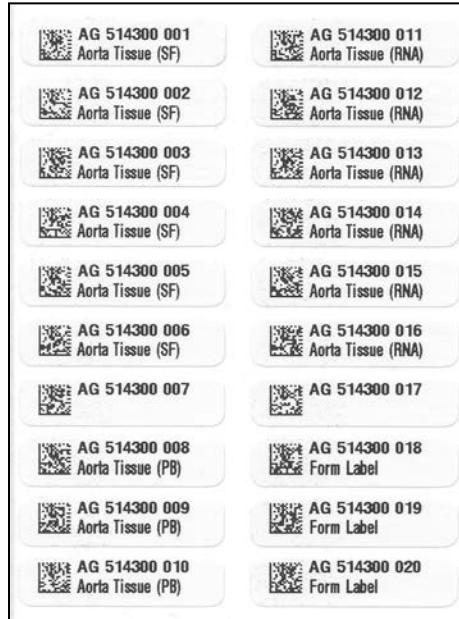 AG 514300 001
Aorta Tissue (SF)
AG 514300 002
Aorta Tissue (SF)
AG 514300 003
Aorta Tissue (SF)
AG 514300 004
Aorta Tissue (SF)
AG 514300 005
Aorta Tissue (SF)
AG 514300 006
Aorta Tissue (SF)
AG 514300 007
AG 514300 008
Aorta Tissue (PB)
AG 514300 009
Aorta Tissue (PB)
AG 514300 010
Aorta Tissue (PB)
AG 514300 011
Aorta Tissue (RNA)
AG 514300 012
Aorta Tissue (RNA)
AG 514300 013
Aorta Tissue (RNA)
AG 514300 014
Aorta Tissue (RNA)
AG 514300 015
Aorta Tissue (RNA)
AG 514300 016
Aorta Tissue (RNA)
AG 514300 017
AG 514300 018
Form Label
AG 514300 019
Form Label
AG 514300 020
Form Label